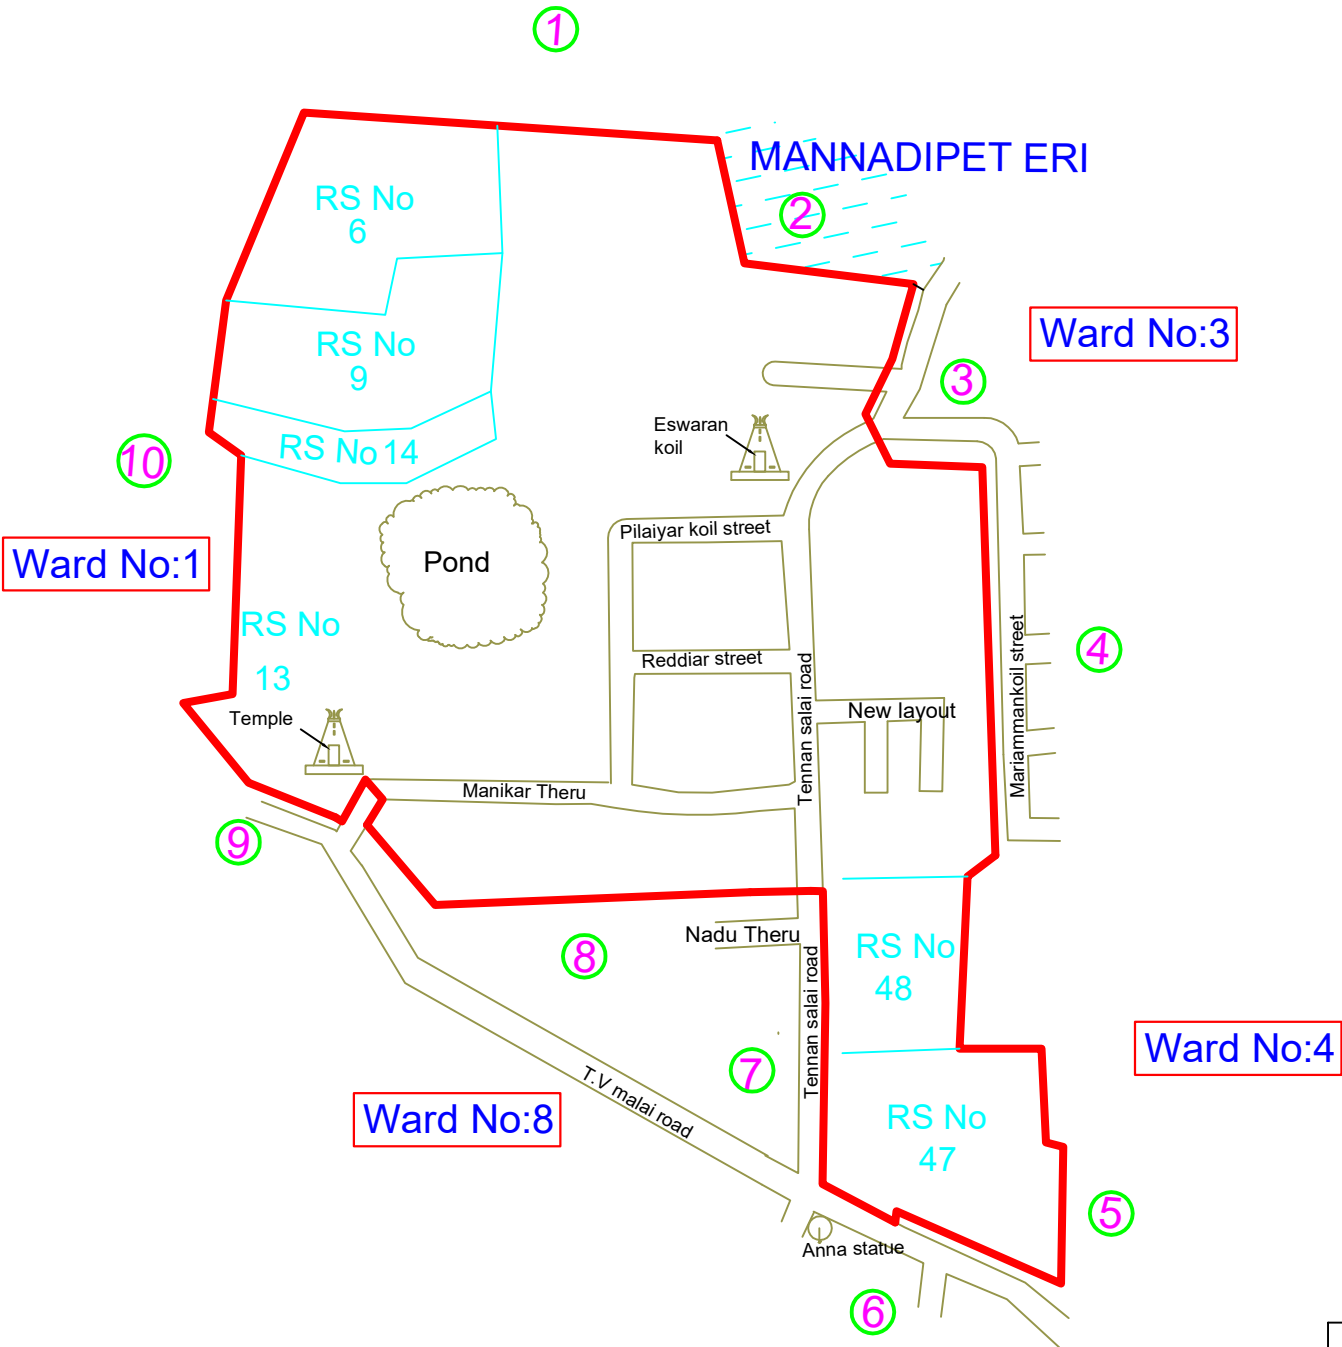 1
MANNADIPET ERI
2
RS No
6
Ward No:3
RS No
9
3
Eswaran
koil
RS No 14
10
Pilaiyar koil street
Ward No:1
Pond
RS No
13
Reddiar street
Tennan salai road
Mariammankoil street
4
New layout
Temple
Manikar Theru
9
Nadu Theru
8
RS No
48
Tennan salai road
Ward No:4
7
T.V malai road
Ward No:8
RS No
47
5
Anna statue
6